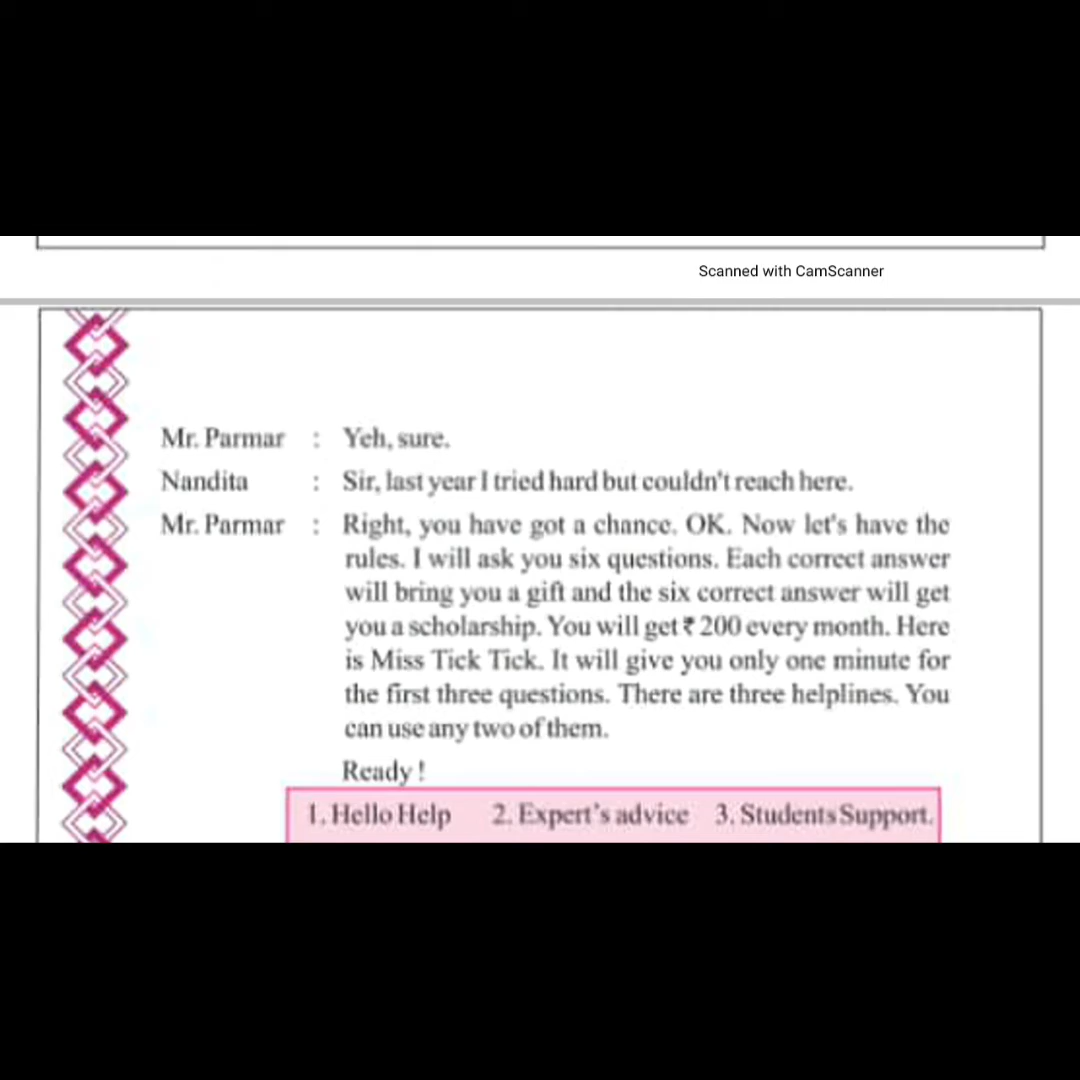 Scanned with CamScanner
Mr. Parmar : Yeh, sure.
Nandita : Sir, last year I tried hard but couldn't reach here.
Mr. Parmar : Right, you have got a chance. OK. Now let's have the
rules. I will ask you six questions. Each correct answer
will bring you a gift and the six correct answer will get
you a scholarship. You will get ₹ 200 every month. Here
is Miss Tick Tick. It will give you only one minute for
the first three questions. There are three helplines. You
can use any two of them.
Ready !
1. Hello Help 2. Expert's advice 3. Students Support.